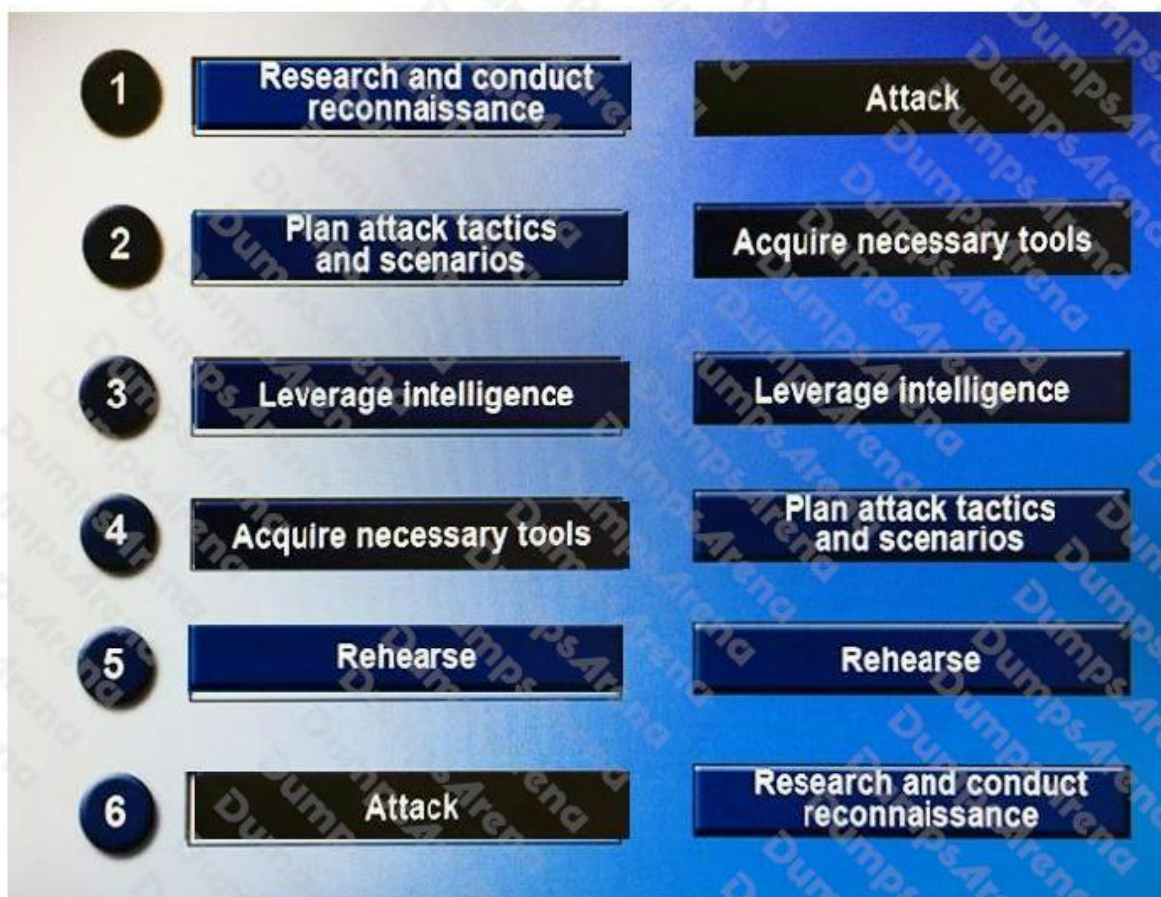 1
Research and conduct
reconnaissance
Attack
2
Plan attack tactics
and scenarios
Acquire necessary tools
3
Leverage intelligence
Leverage intelligence
4
Acquire necessary tools
Plan attack tactics
and scenarios
5
Rehearse
Rehearse
6
Attack
Research and conduct
reconnaissance
DumpsArena